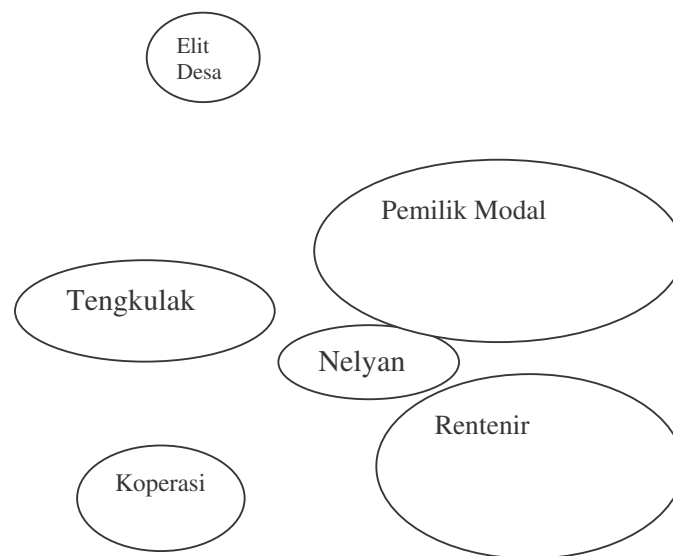 Elit
Desa
Pemilik Modal
Tengkulak
Nelyan
Rentenir
Koperasi